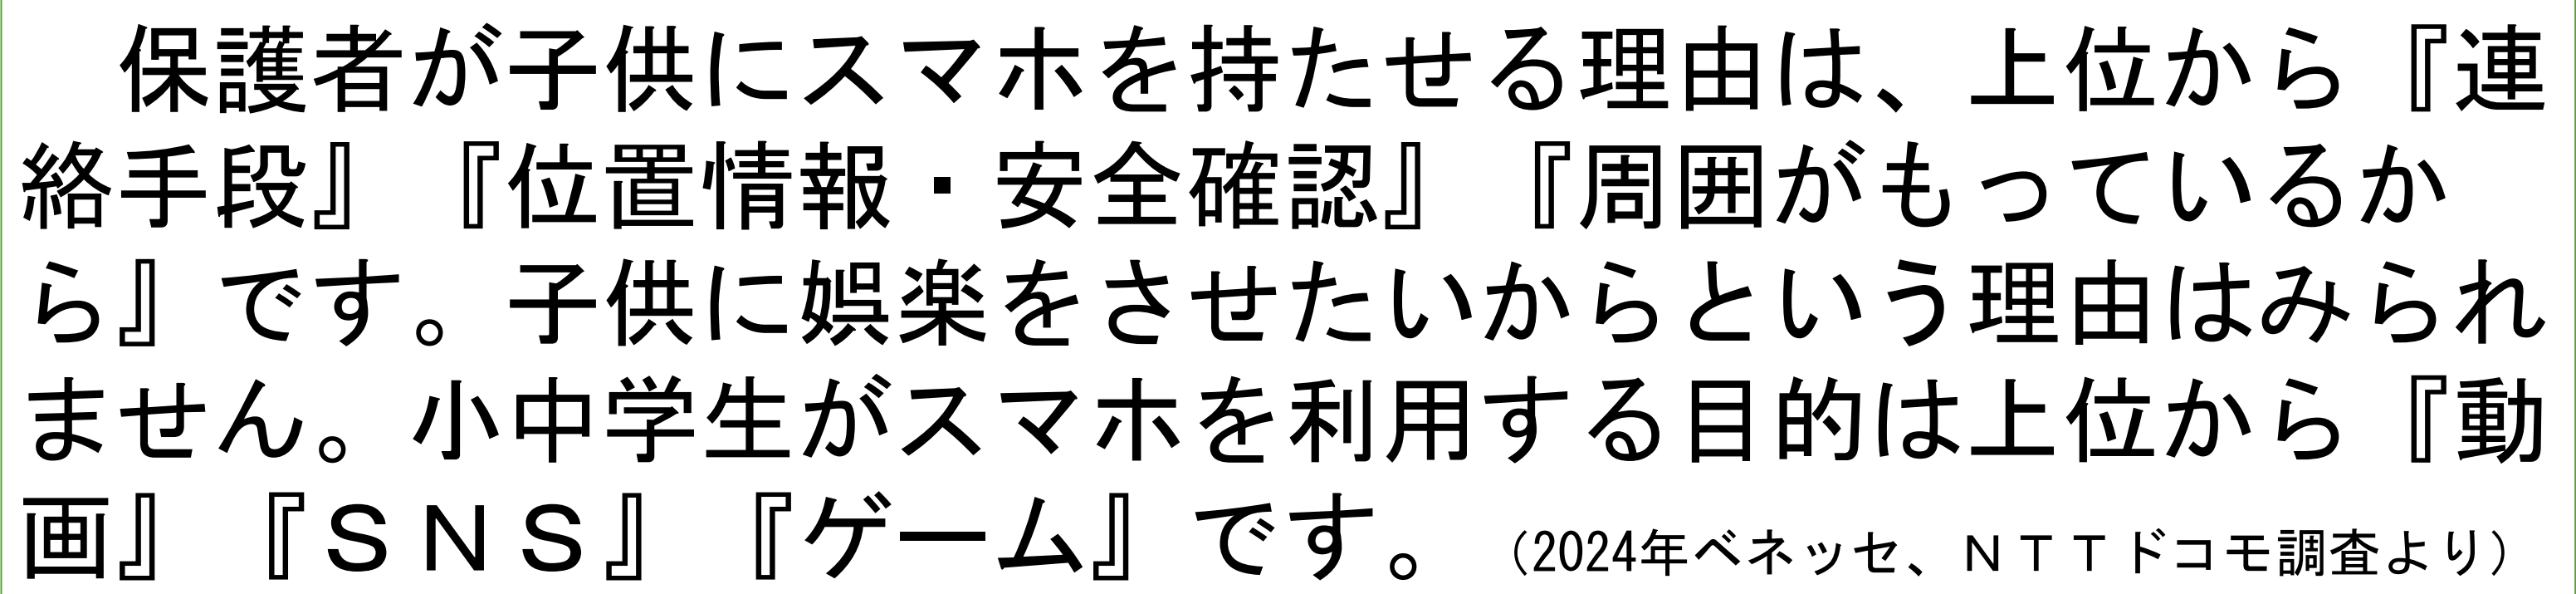 保護者が子供にスマホを持たせる理由は、上位から『連
絡手段』『位置情報・安全確認』『周囲がもっているか
ら』です。子供に娯楽をさせたいからという理由はみられ
ません。小中学生がスマホを利用する目的は上位から『動
画』『ＳＮＳ』『ゲーム』です。（2024年ベネッセ、ＮＴＴドコモ調査より）